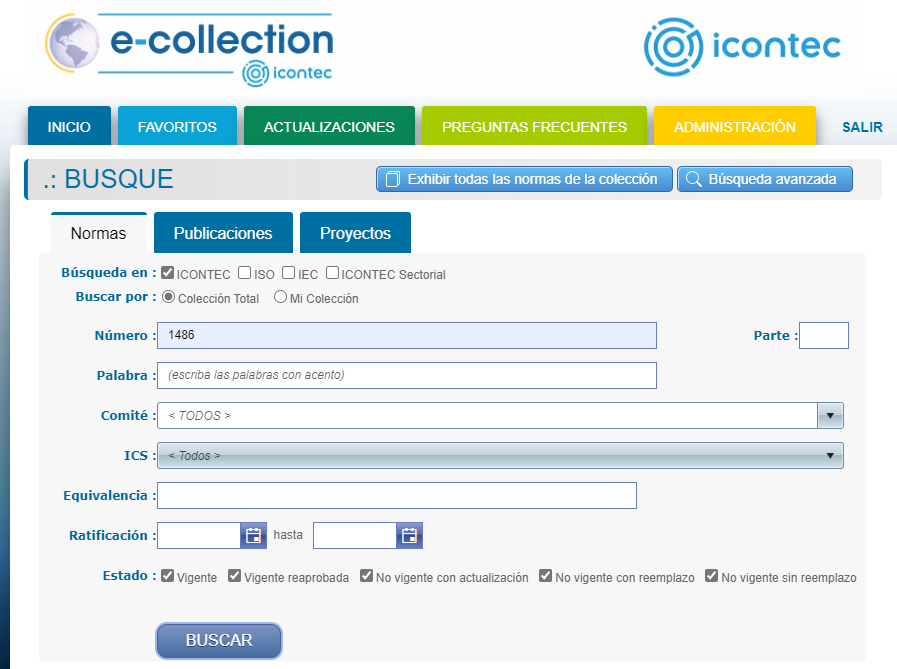 e-collection
icontec
icontec
INICIO FAVORITOS ACTUALIZACIONES PREGUNTAS FRECUENTES ADMINISTRACIÓN SALIR
.: BUSQUE Exhibir todas las normas de la colección Búsqueda avanzada
Normas Publicaciones Proyectos
Búsqueda en : ICONTEC ISO IEC ICONTEC Sectorial
Buscar por : Colección Total Mi Colección
Número : 1486 Parte :
Palabra : (escriba las palabras con acento)
Comité : < TODOS >
ICS : < Todos >
Equivalencia :
Ratificación : hasta
Estado : Vigente Vigente reaprobada No vigente con actualización No vigente con reemplazo No vigente sin reemplazo
BUSCAR